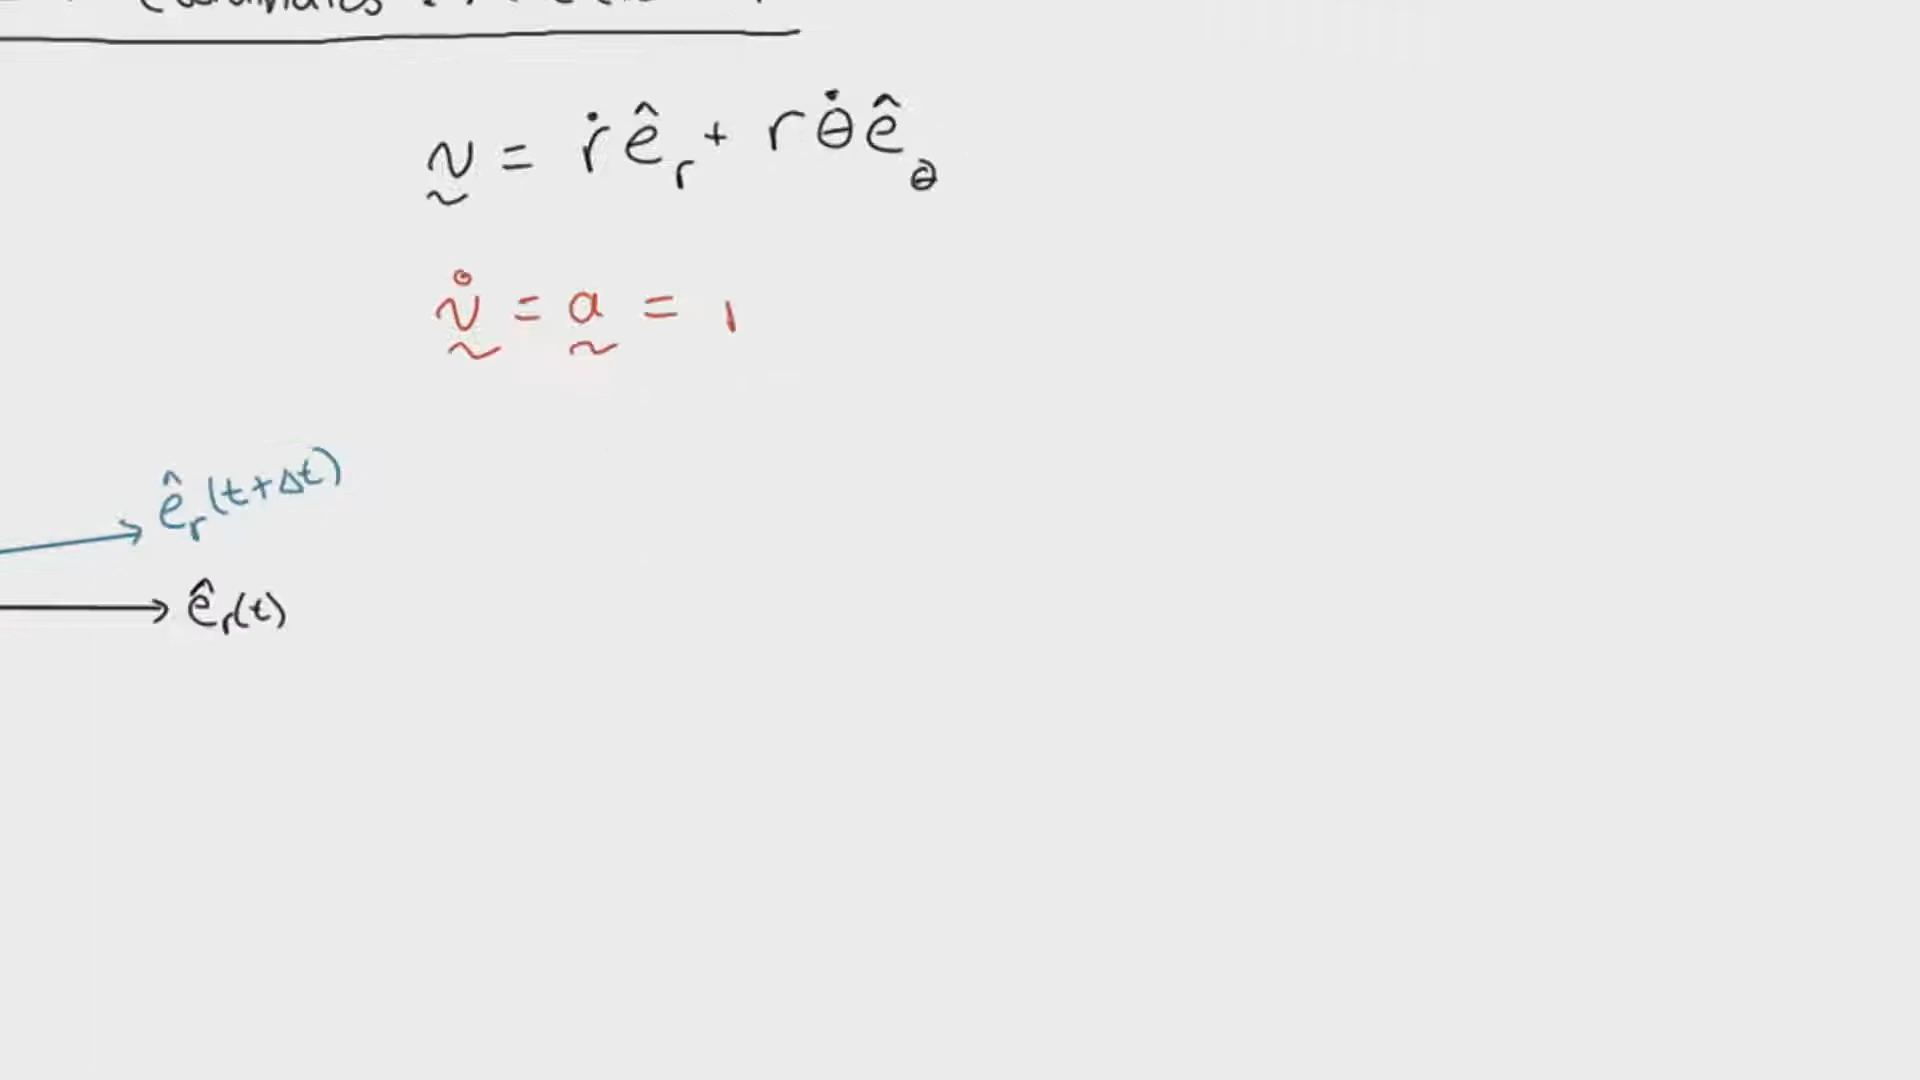 v = ṙ ê_r + r θ̇ ê_θ
v̇ = a =
ê_r(t+Δt)
ê_r(t)